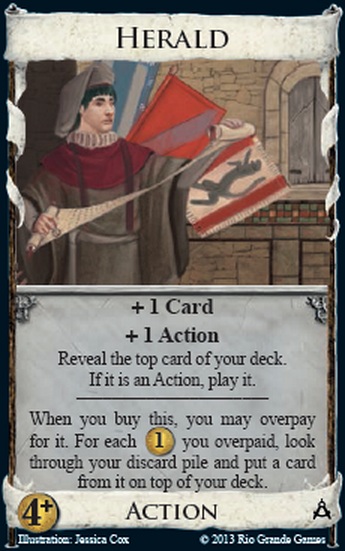 HERALD
+ 1 Card
+ 1 Action
Reveal the top card of your deck.
If it is an Action, play it.
When you buy this, you may overpay
for it. For each 1 you overpaid, look
through your discard pile and put a card
from it on top of your deck.
4+ ACTION
Illustration: Jessica Cox © 2013 Rio Grande Games